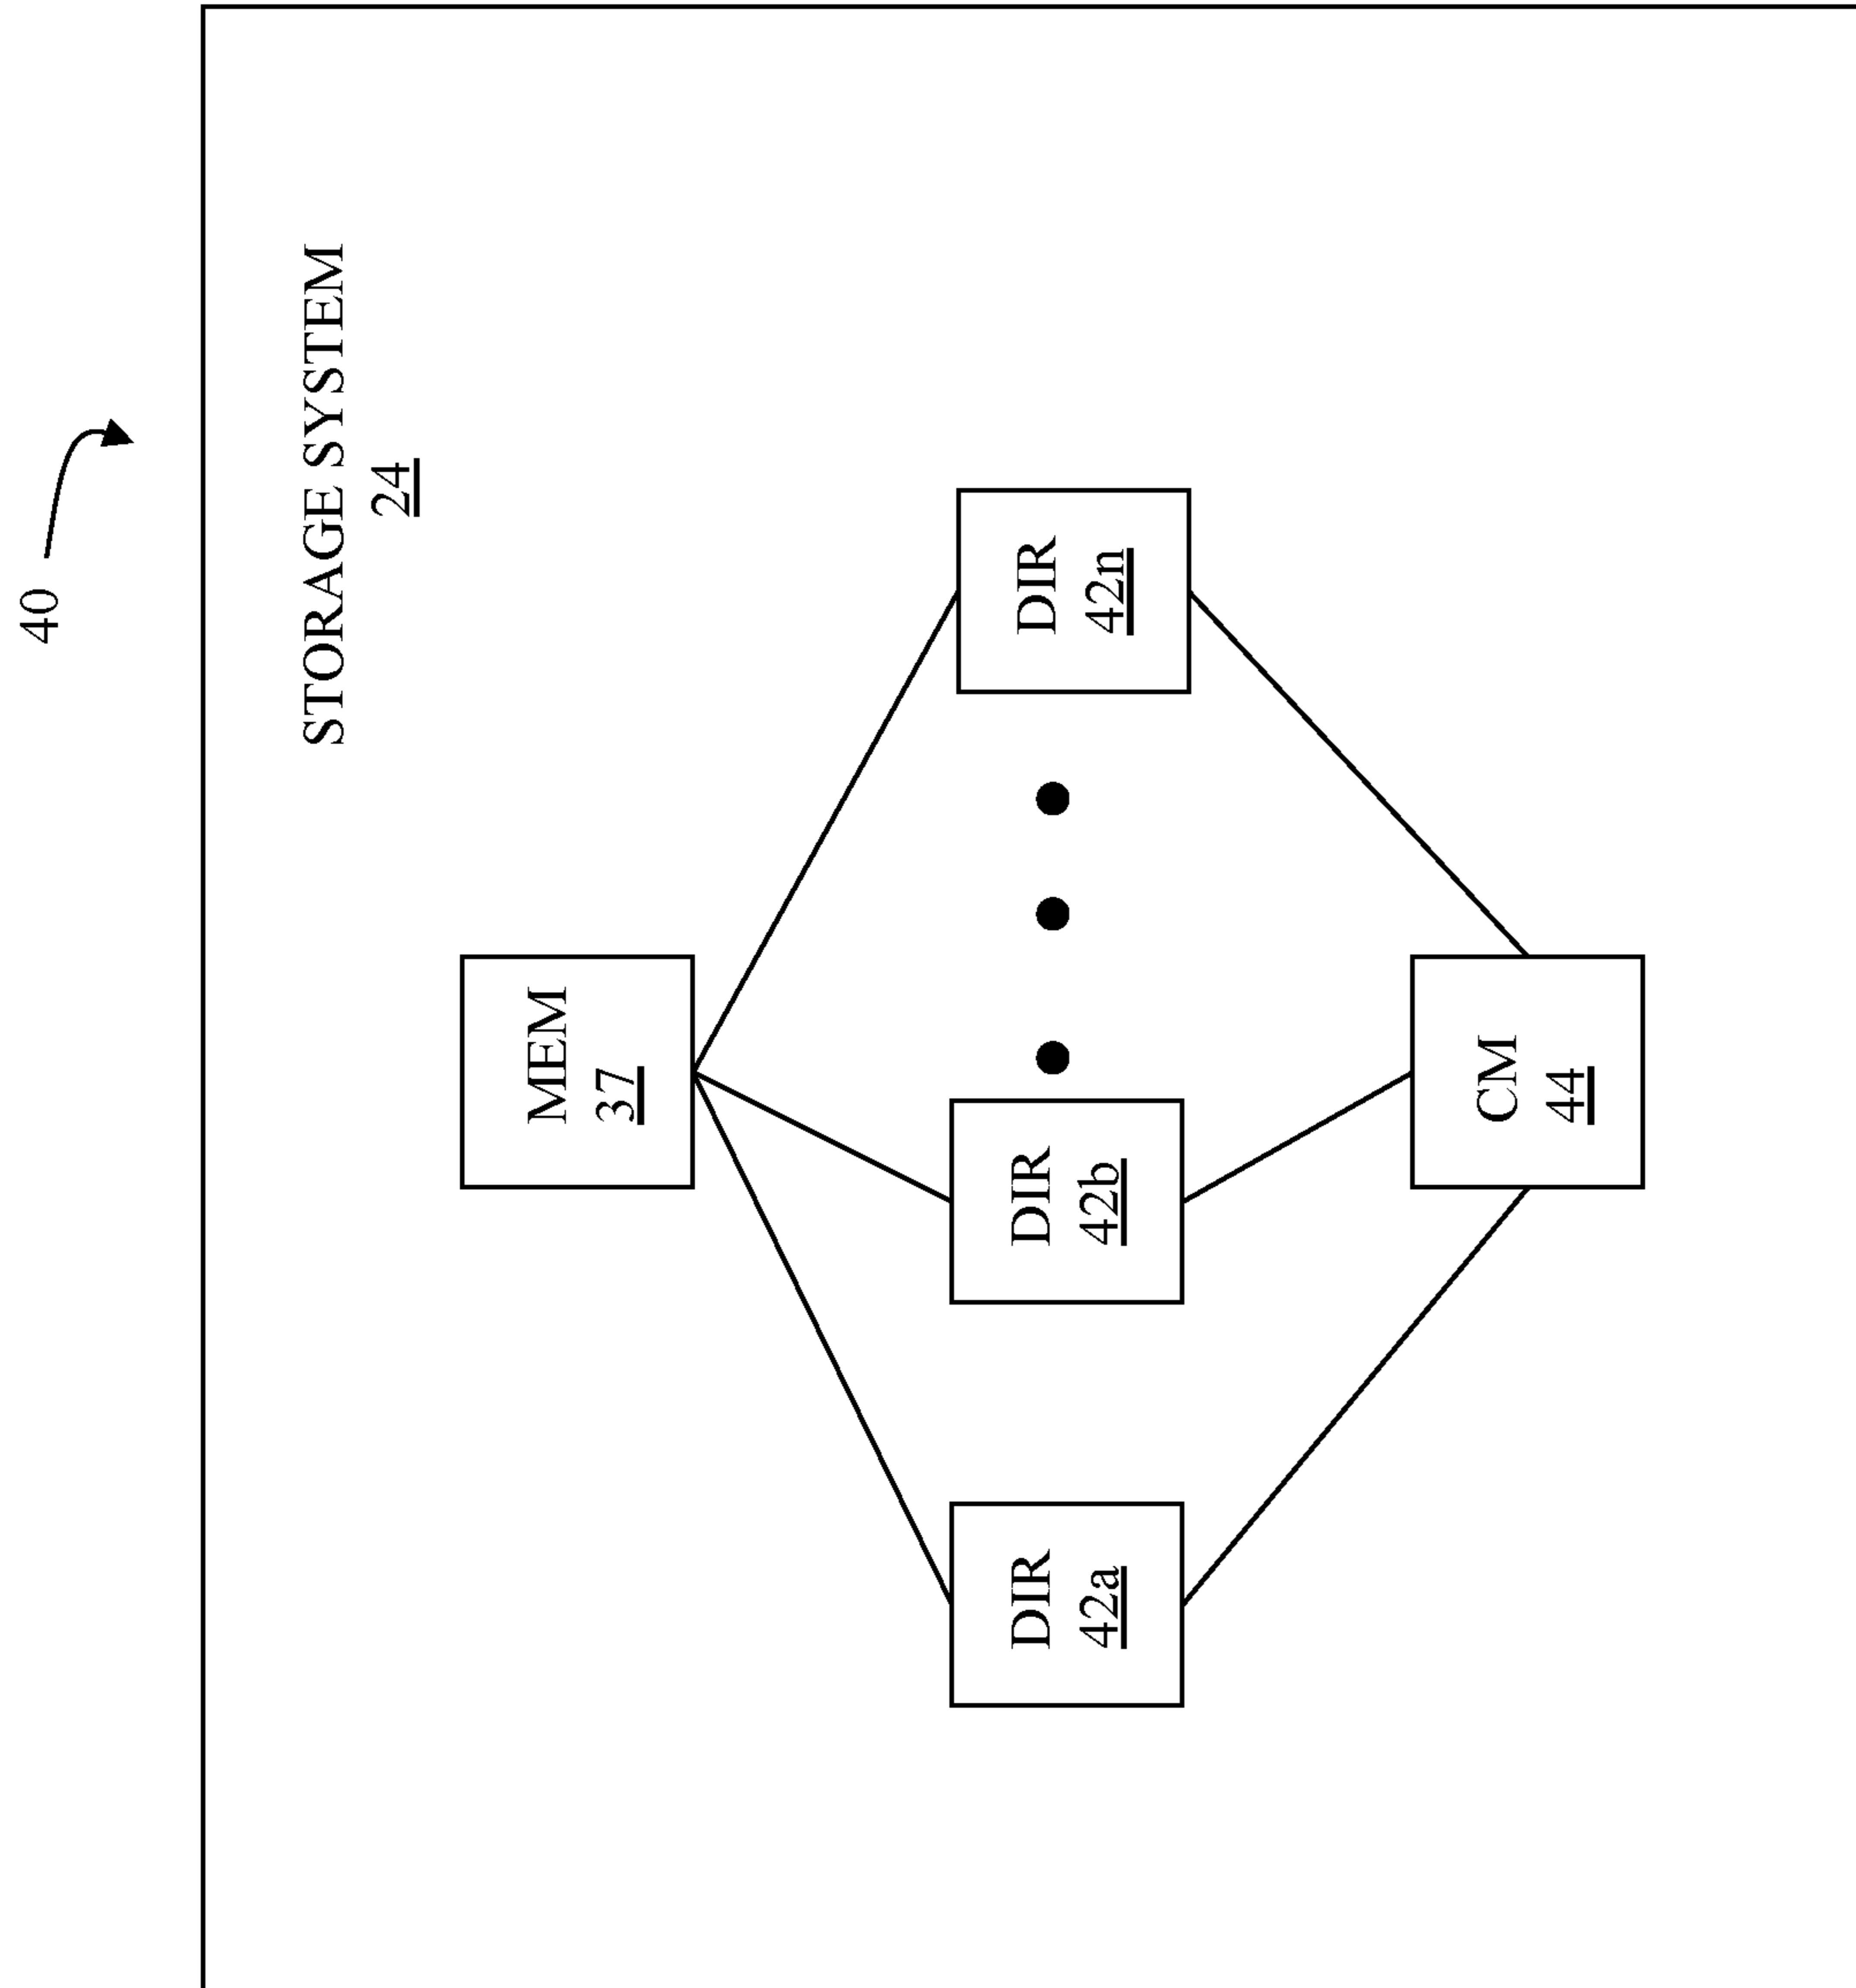 40
STORAGE SYSTEM
24
MEM
37
DIR
42a
DIR
42b
DIR
42n
CM
44